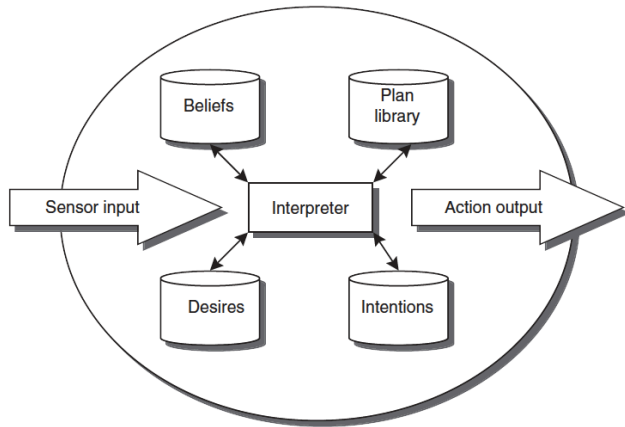 Beliefs
Plan
library
Sensor input
Interpreter
Action output
Desires
Intentions